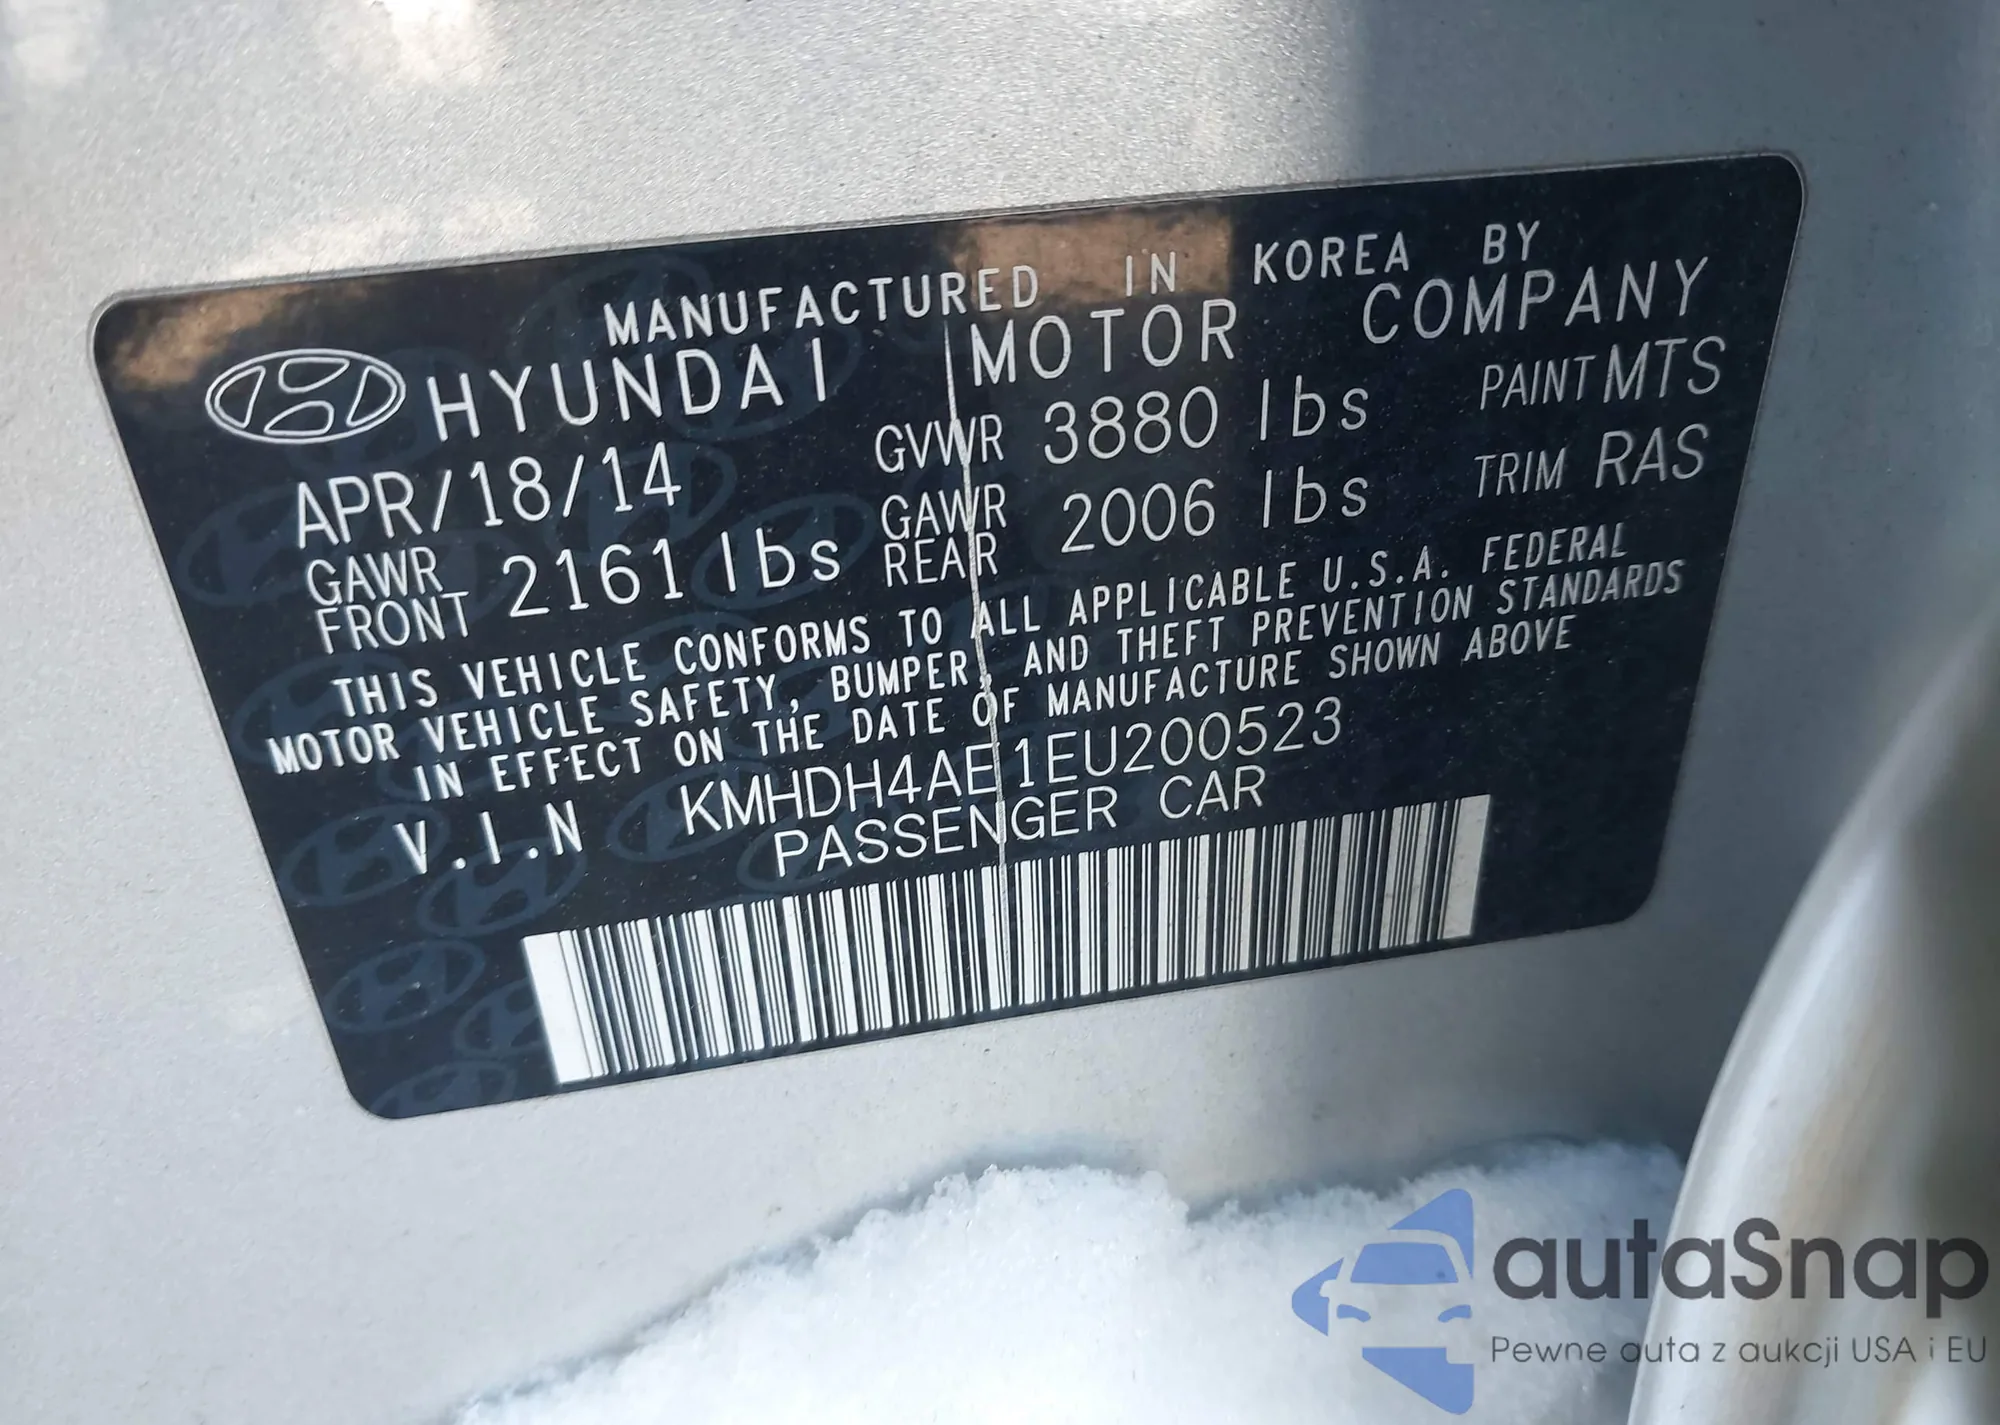 MANUFACTURED IN KOREA BY
HYUNDAI MOTOR COMPANY
APR/18/14 GVWR 3880 lbs PAINT MTS
GAWR FRONT 2161 lbs GAWR REAR 2006 lbs TRIM RAS
THIS VEHICLE CONFORMS TO ALL APPLICABLE U.S.A. FEDERAL
MOTOR VEHICLE SAFETY, BUMPER, AND THEFT PREVENTION STANDARDS
IN EFFECT ON THE DATE OF MANUFACTURE SHOWN ABOVE
V.I.N KMHDH4AE1EU200523
PASSENGER CAR
autaSnap
Pewne auta z aukcji USA i EU